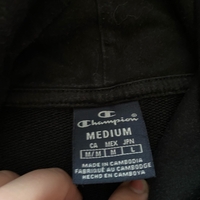 Champion
MEDIUM
CA MEX JPN
M/M M L
MADE IN CAMBODIA
FABRIQUÉ AU CAMBODGE
HECHO EN CAMBOYA